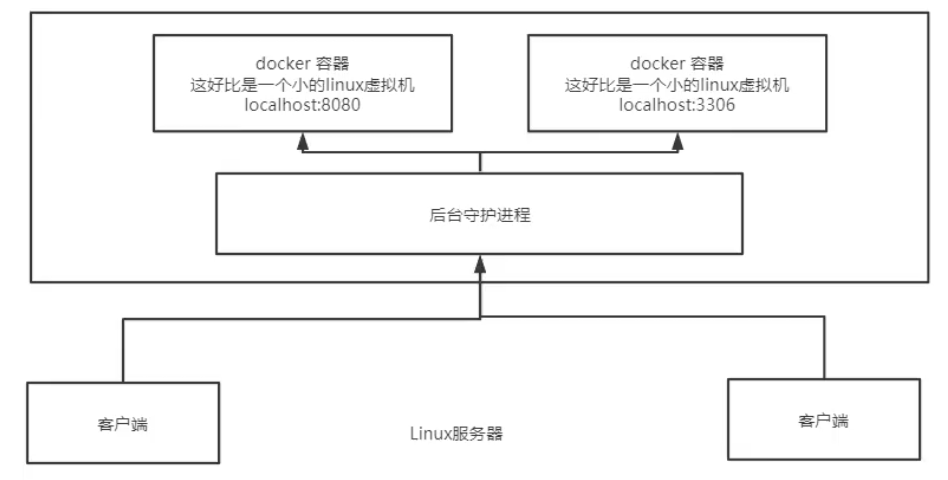 docker 容器
这好比是一个小的linux虚拟机
localhost:8080
docker 容器
这好比是一个小的linux虚拟机
localhost:3306
后台守护进程
客户端
Linux服务器
客户端